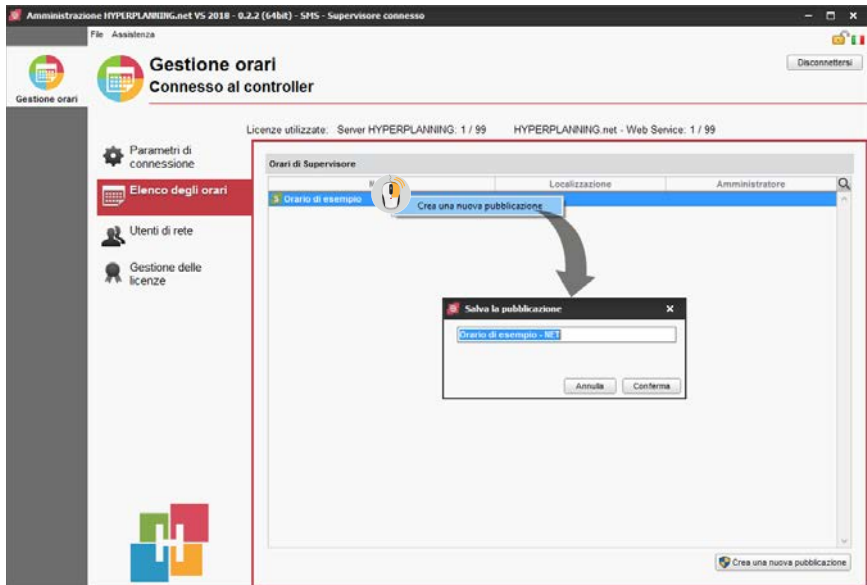 Amministrazione HYPERPLANNING.net VS 2018 - 0.2.2 (64bit) - SMS - Supervisore connesso
File Assistenza
Gestione orari
Gestione orari
Connesso al controller
Disconnettersi
Licenze utilizzate: Server HYPERPLANNING: 1 / 99 HYPERPLANNING.net - Web Service: 1 / 99
Parametri di
connessione
Elenco degli orari
Utenti di rete
Gestione delle
licenze
Orari di Supervisore
Localizzazione Amministratore
Orario di esempio
Crea una nuova pubblicazione
Salva la pubblicazione
Orario di esempio - NET
Annulla Conferma
Crea una nuova pubblicazione